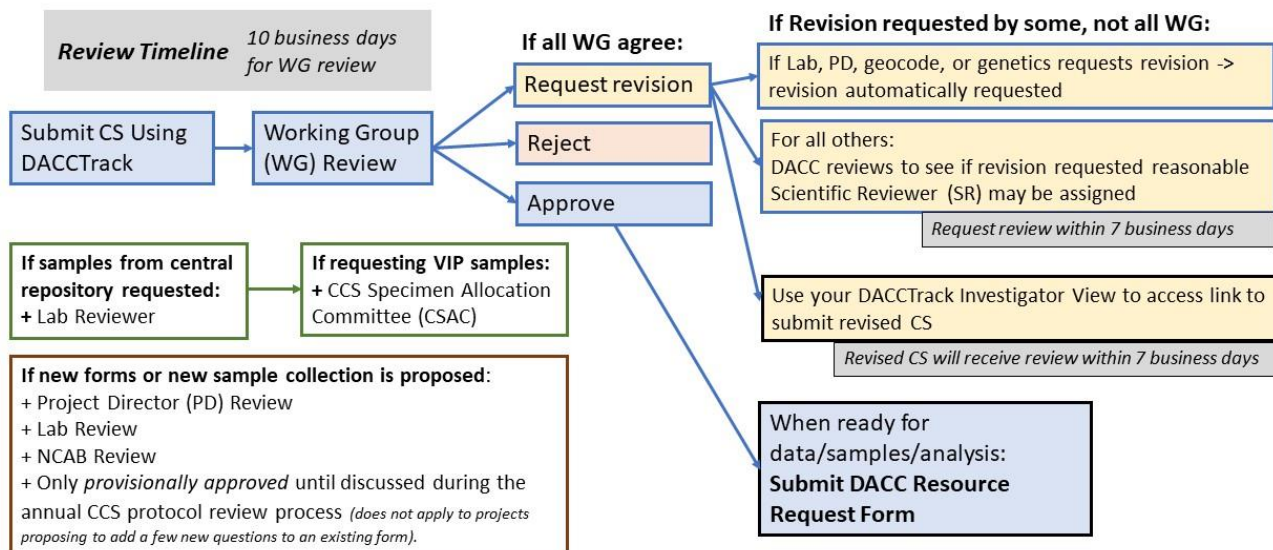 Review Timeline
10 business days
for WG review
Submit CS Using
DACCTrack
Working Group
(WG) Review
If all WG agree:
Request revision
Reject
Approve
If Revision requested by some, not all WG:
If Lab, PD, geocode, or genetics requests revision ->
revision automatically requested
For all others:
DACC reviews to see if revision requested reasonable
Scientific Reviewer (SR) may be assigned
Request review within 7 business days
Use your DACCTrack Investigator View to access link to
submit revised CS
Revised CS will receive review within 7 business days
When ready for
data/samples/analysis:
Submit DACC Resource
Request Form
If samples from central
repository requested:
+ Lab Reviewer
If requesting VIP samples:
+ CCS Specimen Allocation
Committee (CSAC)
If new forms or new sample collection is proposed:
+ Project Director (PD) Review
+ Lab Review
+ NCAB Review
+ Only provisionally approved until discussed during the
annual CCS protocol review process (does not apply to projects
proposing to add a few new questions to an existing form).